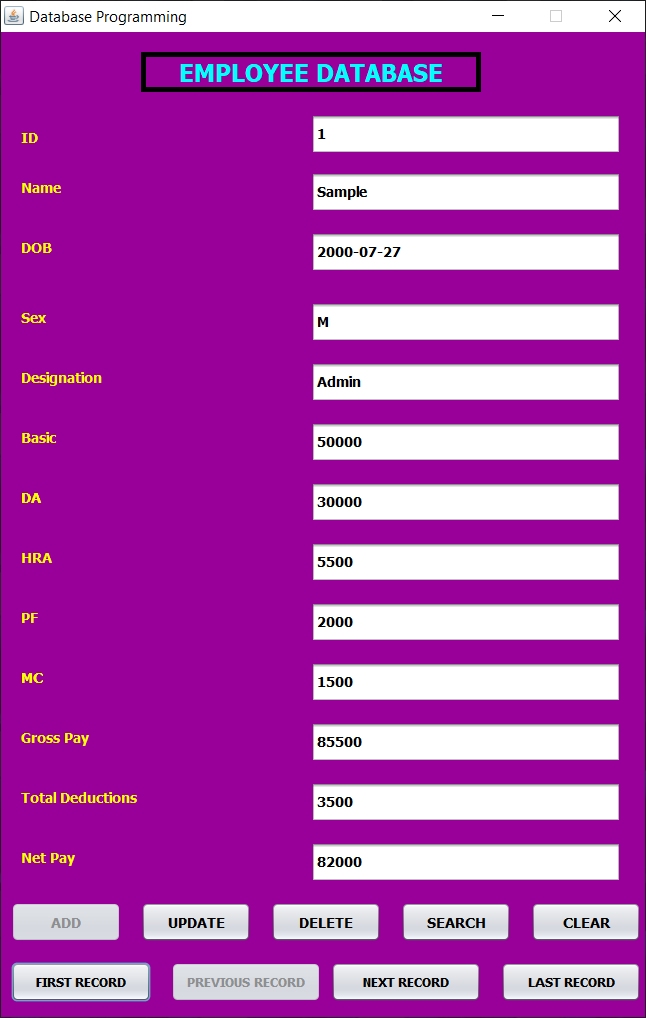 Database Programming
EMPLOYEE DATABASE
ID 1
Name Sample
DOB 2000-07-27
Sex M
Designation Admin
Basic 50000
DA 30000
HRA 5500
PF 2000
MC 1500
Gross Pay 85500
Total Deductions 3500
Net Pay 82000
ADD UPDATE DELETE SEARCH CLEAR
FIRST RECORD PREVIOUS RECORD NEXT RECORD LAST RECORD